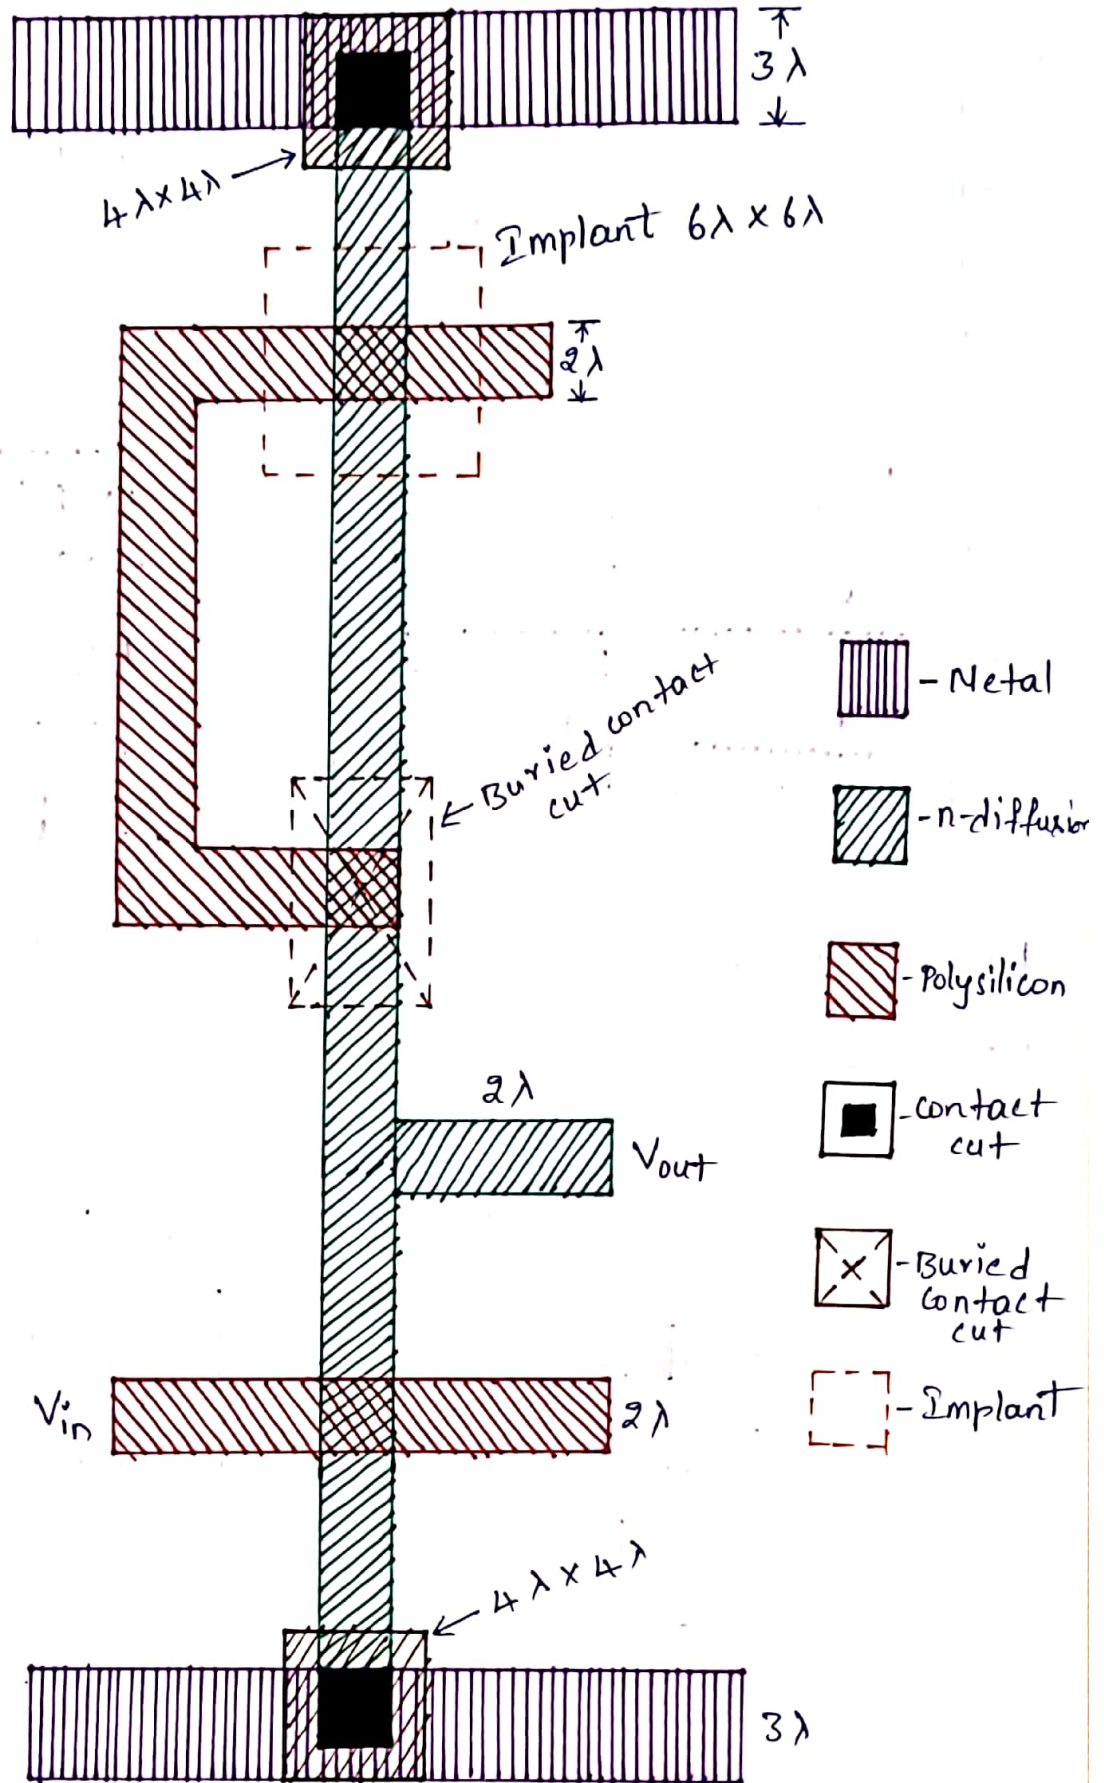 3λ
4λ×4λ
Implant 6λ × 6λ
2λ
Buried contact
cut.
- Metal
- n-diffusion
- Polysilicon
- contact
cut
2λ
Vout
- Buried
contact
cut
Vin
2λ
- Implant
4λ×4λ
3λ